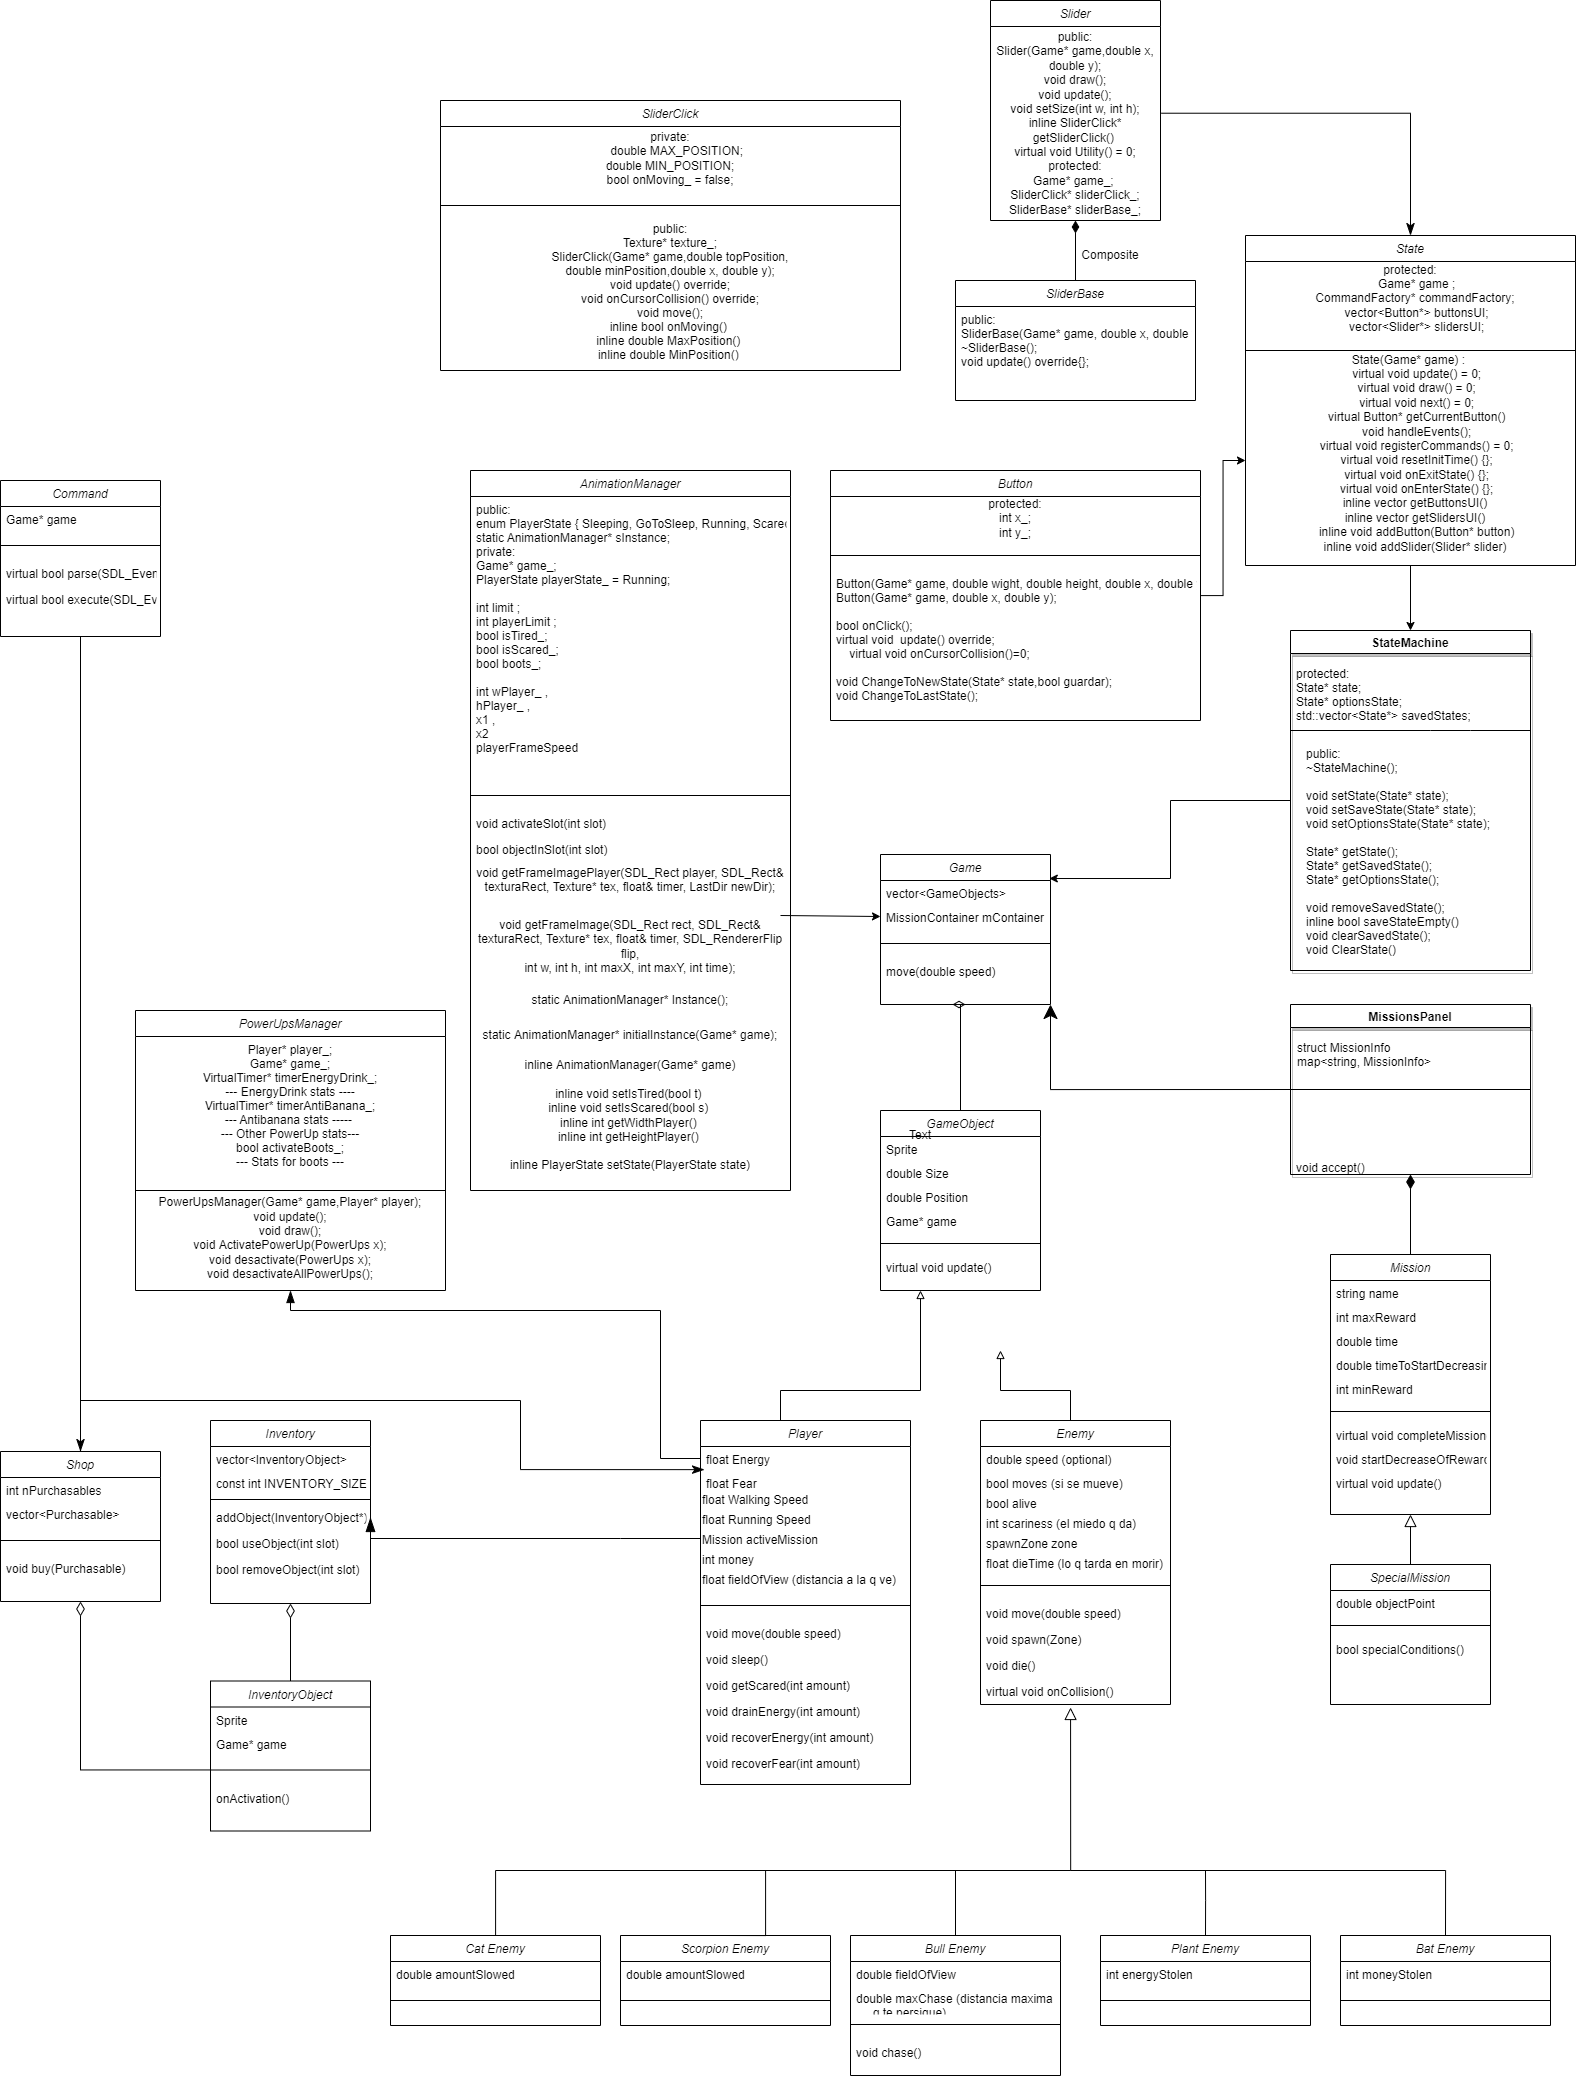 Slider
public:
Slider(Game* game,double x,
double y);
void draw();
void update();
void setSize(int w, int h);
inline SliderClick*
getSliderClick()
virtual void Utility() = 0;
protected:
Game* game_;
SliderClick* sliderClick_;
SliderBase* sliderBase_;
SliderClick
private:
double MAX_POSITION;
double MIN_POSITION;
bool onMoving_ = false;
public:
Texture* texture_;
SliderClick(Game* game,double topPosition,
double minPosition,double x, double y);
void update() override;
void onCursorCollision() override;
void move();
inline bool onMoving()
inline double MaxPosition()
inline double MinPosition()
Composite
SliderBase
public:
SliderBase(Game* game, double x, double
~SliderBase();
void update() override{};
State
protected:
Game* game ;
CommandFactory* commandFactory;
vector<Button*> buttonsUI;
vector<Slider*> slidersUI;
State(Game* game) :
virtual void update() = 0;
virtual void draw() = 0;
virtual void next() = 0;
virtual Button* getCurrentButton()
void handleEvents();
virtual void registerCommands() = 0;
virtual void resetInitTime() {};
virtual void onExitState() {};
virtual void onEnterState() {};
inline vector getButtonsUI()
inline vector getSlidersUI()
inline void addButton(Button* button)
inline void addSlider(Slider* slider)
Command
Game* game
virtual bool parse(SDL_Even
virtual bool execute(SDL_Ev
AnimationManager
public:
enum PlayerState { Sleeping, GoToSleep, Running, Scared
static AnimationManager* sInstance;
private:
Game* game_;
PlayerState playerState_ = Running;
int limit ;
int playerLimit ;
bool isTired_;
bool isScared_;
bool boots_;
int wPlayer_ ,
hPlayer_ ,
x1 ,
x2
playerFrameSpeed
void activateSlot(int slot)
bool objectInSlot(int slot)
void getFrameImagePlayer(SDL_Rect player, SDL_Rect&
texturaRect, Texture* tex, float& timer, LastDir newDir);
void getFrameImage(SDL_Rect rect, SDL_Rect&
texturaRect, Texture* tex, float& timer, SDL_RendererFlip
flip,
int w, int h, int maxX, int maxY, int time);
static AnimationManager* Instance();
static AnimationManager* initialInstance(Game* game);
inline AnimationManager(Game* game)
inline void setIsTired(bool t)
inline void setIsScared(bool s)
inline int getWidthPlayer()
inline int getHeightPlayer()
inline PlayerState setState(PlayerState state)
Button
protected:
int x_;
int y_;
Button(Game* game, double wight, double height, double x, double
Button(Game* game, double x, double y);
bool onClick();
virtual void  update() override;
virtual void onCursorCollision()=0;
void ChangeToNewState(State* state,bool guardar);
void ChangeToLastState();
StateMachine
protected:
State* state;
State* optionsState;
std::vector<State*> savedStates;
public:
~StateMachine();
void setState(State* state);
void setSaveState(State* state);
void setOptionsState(State* state);
State* getState();
State* getSavedState();
State* getOptionsState();
void removeSavedState();
inline bool saveStateEmpty()
void clearSavedState();
void ClearState()
Game
vector<GameObjects>
MissionContainer mContainer
move(double speed)
PowerUpsManager
Player* player_;
Game* game_;
VirtualTimer* timerEnergyDrink_;
--- EnergyDrink stats ----
VirtualTimer* timerAntiBanana_;
--- Antibanana stats -----
--- Other PowerUp stats---
bool activateBoots_;
--- Stats for boots ---
PowerUpsManager(Game* game,Player* player);
void update();
void draw();
void ActivatePowerUp(PowerUps x);
void desactivate(PowerUps x);
void desactivateAllPowerUps();
MissionsPanel
struct MissionInfo
map<string, MissionInfo>
void accept()
GameObject
Text
Sprite
double Size
double Position
Game* game
virtual void update()
Mission
string name
int maxReward
double time
double timeToStartDecreasin
int minReward
virtual void completeMission
void startDecreaseOfReward
virtual void update()
Shop
int nPurchasables
vector<Purchasable>
void buy(Purchasable)
Inventory
vector<InventoryObject>
const int INVENTORY_SIZE
addObject(InventoryObject*)
bool useObject(int slot)
bool removeObject(int slot)
Player
float Energy
float Fear
float Walking Speed
float Running Speed
Mission activeMission
int money
float fieldOfView (distancia a la q ve)
void move(double speed)
void sleep()
void getScared(int amount)
void drainEnergy(int amount)
void recoverEnergy(int amount)
void recoverFear(int amount)
Enemy
double speed (optional)
bool moves (si se mueve)
bool alive
int scariness (el miedo q da)
spawnZone zone
float dieTime (lo q tarda en morir)
void move(double speed)
void spawn(Zone)
void die()
virtual void onCollision()
SpecialMission
double objectPoint
bool specialConditions()
InventoryObject
Sprite
Game* game
onActivation()
Cat Enemy
double amountSlowed
Scorpion Enemy
double amountSlowed
Bull Enemy
double fieldOfView
double maxChase (distancia maxima
q te persigue)
void chase()
Plant Enemy
int energyStolen
Bat Enemy
int moneyStolen